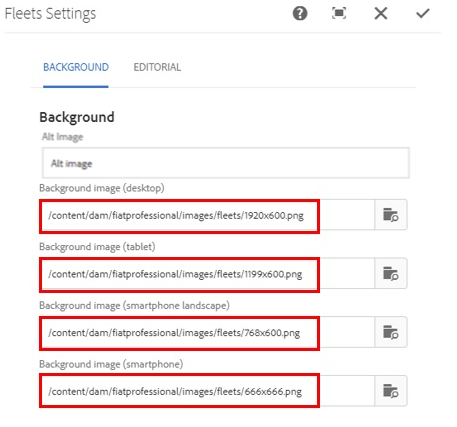 Fleets Settings
BACKGROUND EDITORIAL
Background
Alt Image
Alt image
Background image (desktop)
/content/dam/fiatprofessional/images/fleets/1920x600.png
Background image (tablet)
/content/dam/fiatprofessional/images/fleets/1199x600.png
Background image (smartphone landscape)
/content/dam/fiatprofessional/images/fleets/768x600.png
Background image (smartphone)
/content/dam/fiatprofessional/images/fleets/666x666.png